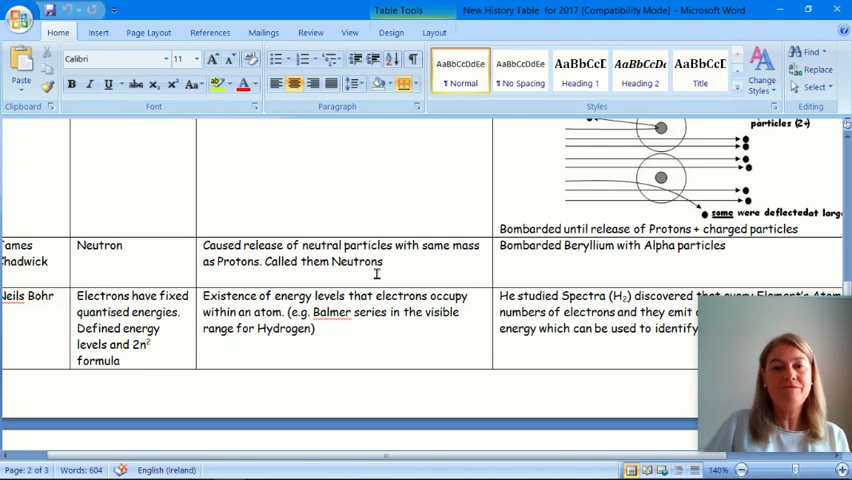 Table Tools
New History Table for 2017 [Compatibility Mode] - Microsoft Word
Home Insert Page Layout References Mailings Review View Design Layout
Calibri 11
Paste
B I U abc x₂ x² Aa A
AaBbCcDdEe AaBbCcDdEe AaBbC AaBbCc AaBbC
¶ Normal ¶ No Spacing Heading 1 Heading 2 Title
Change
Styles
Find
Replace
Select
Clipboard Font Paragraph Styles Editing
particles (2+)
some were deflected at larg
Bombarded until release of Protons + charged particles
James
Chadwick
Neutron
Caused release of neutral particles with same mass
as Protons. Called them Neutrons
Bombarded Beryllium with Alpha particles
Neils Bohr
Electrons have fixed
quantised energies.
Defined energy
levels and 2n²
formula
Existence of energy levels that electrons occupy
within an atom. (e.g. Balmer series in the visible
range for Hydrogen)
He studied Spectra (H₂) discovered that every Element's Atom
numbers of electrons and they emit
energy which can be used to identify
Page: 2 of 3 Words: 604 English (Ireland) 140%